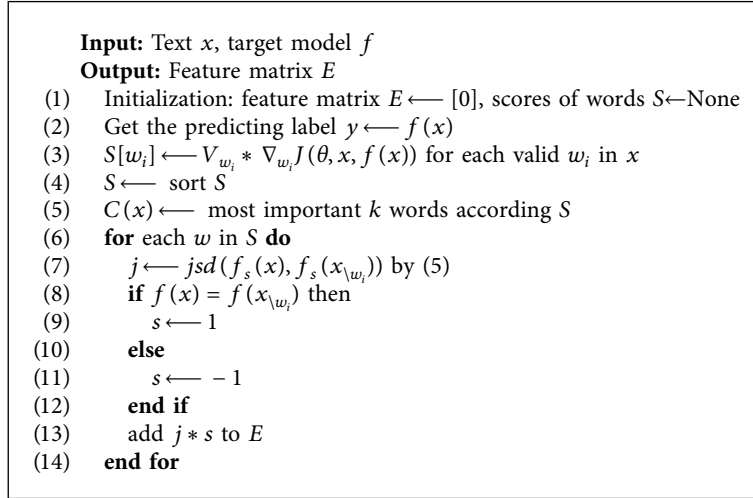 Input: Text x, target model f
Output: Feature matrix E
(1) Initialization: feature matrix E ⟵ [0], scores of words S←None
(2) Get the predicting label y ⟵ f(x)
(3) S[w_i] ⟵ V_{w_i} * ∇_{w_i} J(θ, x, f(x)) for each valid w_i in x
(4) S ⟵ sort S
(5) C(x) ⟵ most important k words according S
(6) for each w in S do
(7) j ⟵ jsd(f_s(x), f_s(x_{\w_i})) by (5)
(8) if f(x) = f(x_{\w_i}) then
(9) s ⟵ 1
(10) else
(11) s ⟵ − 1
(12) end if
(13) add j * s to E
(14) end for